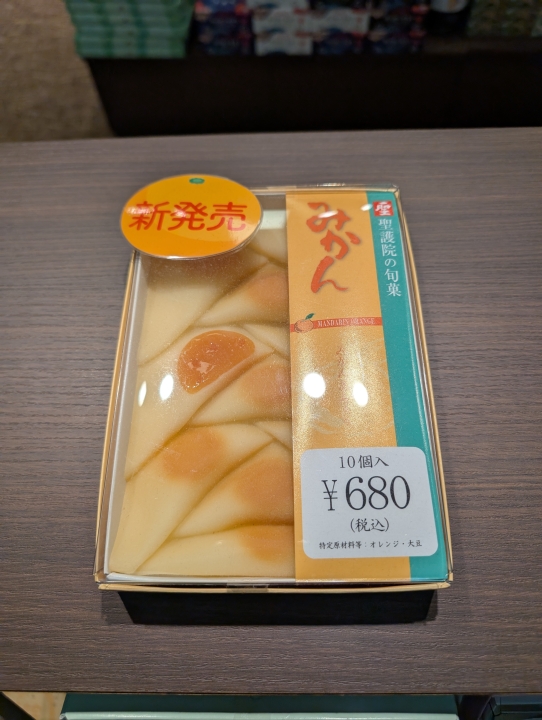 新発売
聖
聖護院の旬菓
みかん
MANDARIN ORANGE
10個入
¥680
(税込)
特定原材料等：オレンジ・大豆